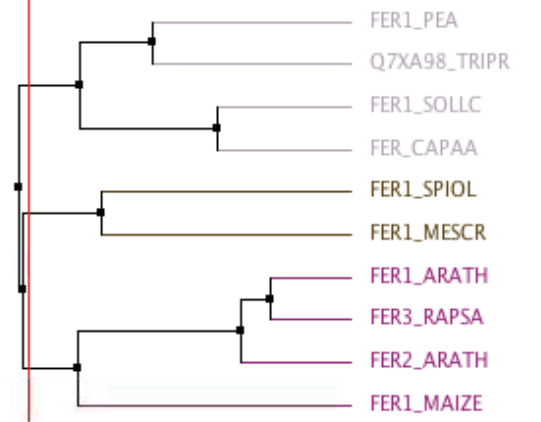 FER1_PEA
Q7XA98_TRIPR
FER1_SOLLC
FER_CAPAA
FER1_SPIOL
FER1_MESCR
FER1_ARATH
FER3_RAPSA
FER2_ARATH
FER1_MAIZE